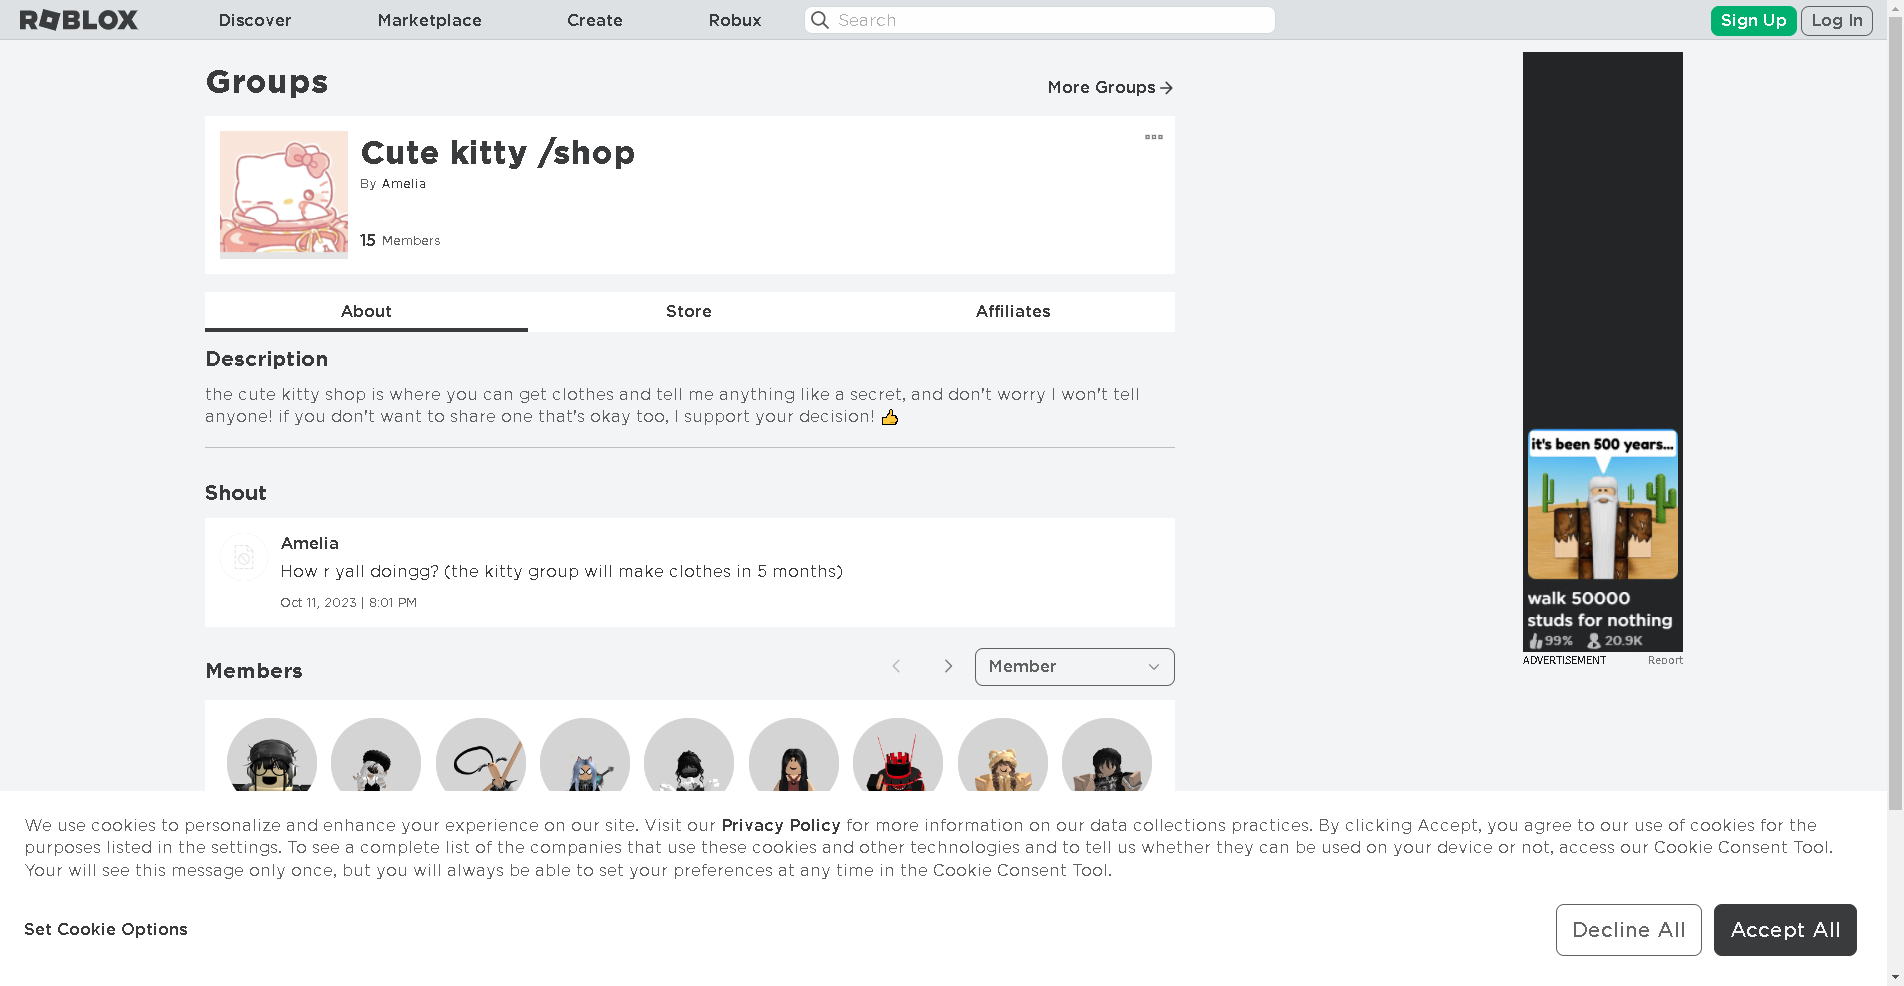 ROBLOX Discover Marketplace Create Robux Search Sign Up Log In
Groups
More Groups
Cute kitty /shop
By Amelia
15 Members
About Store Affiliates
Description
the cute kitty shop is where you can get clothes and tell me anything like a secret, and don't worry I won't tell
anyone! if you don't want to share one that's okay too, I support your decision! 👍
Shout
Amelia
How r yall doingg? (the kitty group will make clothes in 5 months)
Oct 11, 2023 | 8:01 PM
Members
Member
it's been 500 years...
walk 50000
studs for nothing
99% 20.9K
ADVERTISEMENT Report
We use cookies to personalize and enhance your experience on our site. Visit our Privacy Policy for more information on our data collections practices. By clicking Accept, you agree to our use of cookies for the
purposes listed in the settings. To see a complete list of the companies that use these cookies and other technologies and to tell us whether they can be used on your device or not, access our Cookie Consent Tool.
Your will see this message only once, but you will always be able to set your preferences at any time in the Cookie Consent Tool.
Set Cookie Options
Decline All
Accept All